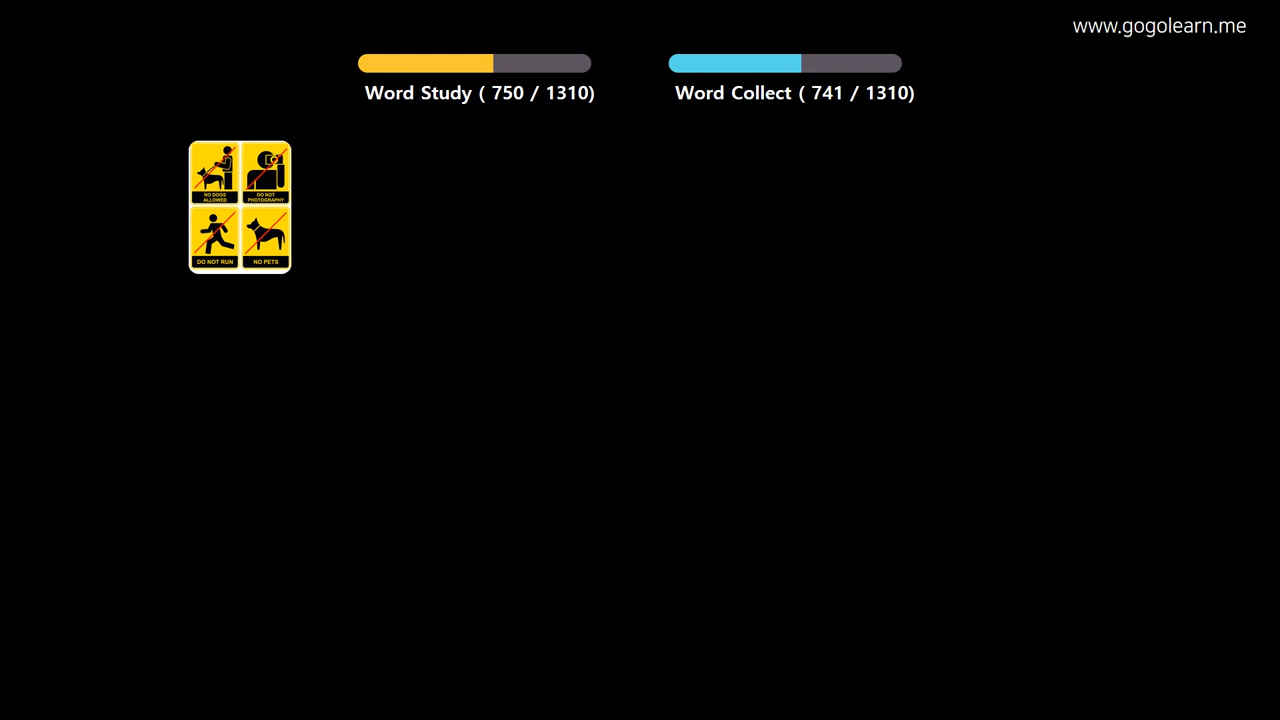 www.gogolearn.me
Word Study ( 750 / 1310)
Word Collect ( 741 / 1310)
NO DOGS
ALLOWED
DO NOT
PHOTOGRAPHY
DO NOT RUN
NO PETS